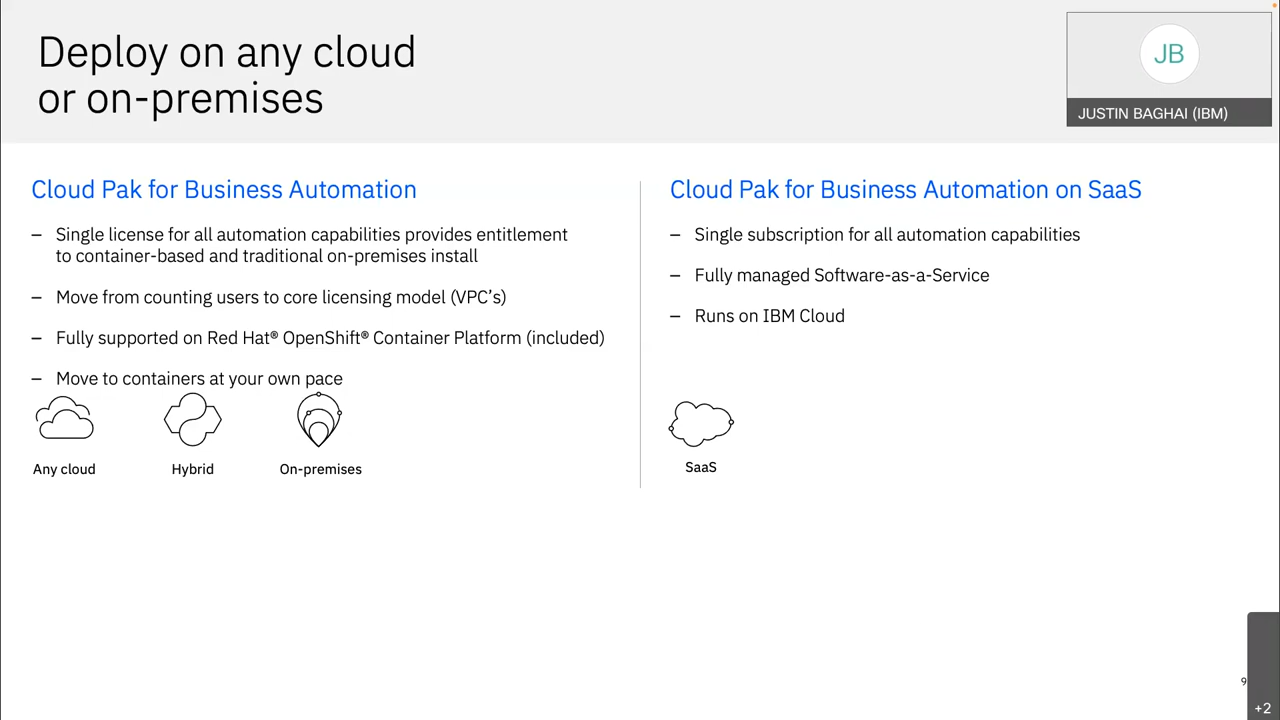 Deploy on any cloud
or on-premises
JB
JUSTIN BAGHAI (IBM)
Cloud Pak for Business Automation
– Single license for all automation capabilities provides entitlement
to container-based and traditional on-premises install
– Move from counting users to core licensing model (VPC’s)
– Fully supported on Red Hat® OpenShift® Container Platform (included)
– Move to containers at your own pace
Any cloud
Hybrid
On-premises
Cloud Pak for Business Automation on SaaS
– Single subscription for all automation capabilities
– Fully managed Software-as-a-Service
– Runs on IBM Cloud
SaaS
9
+2